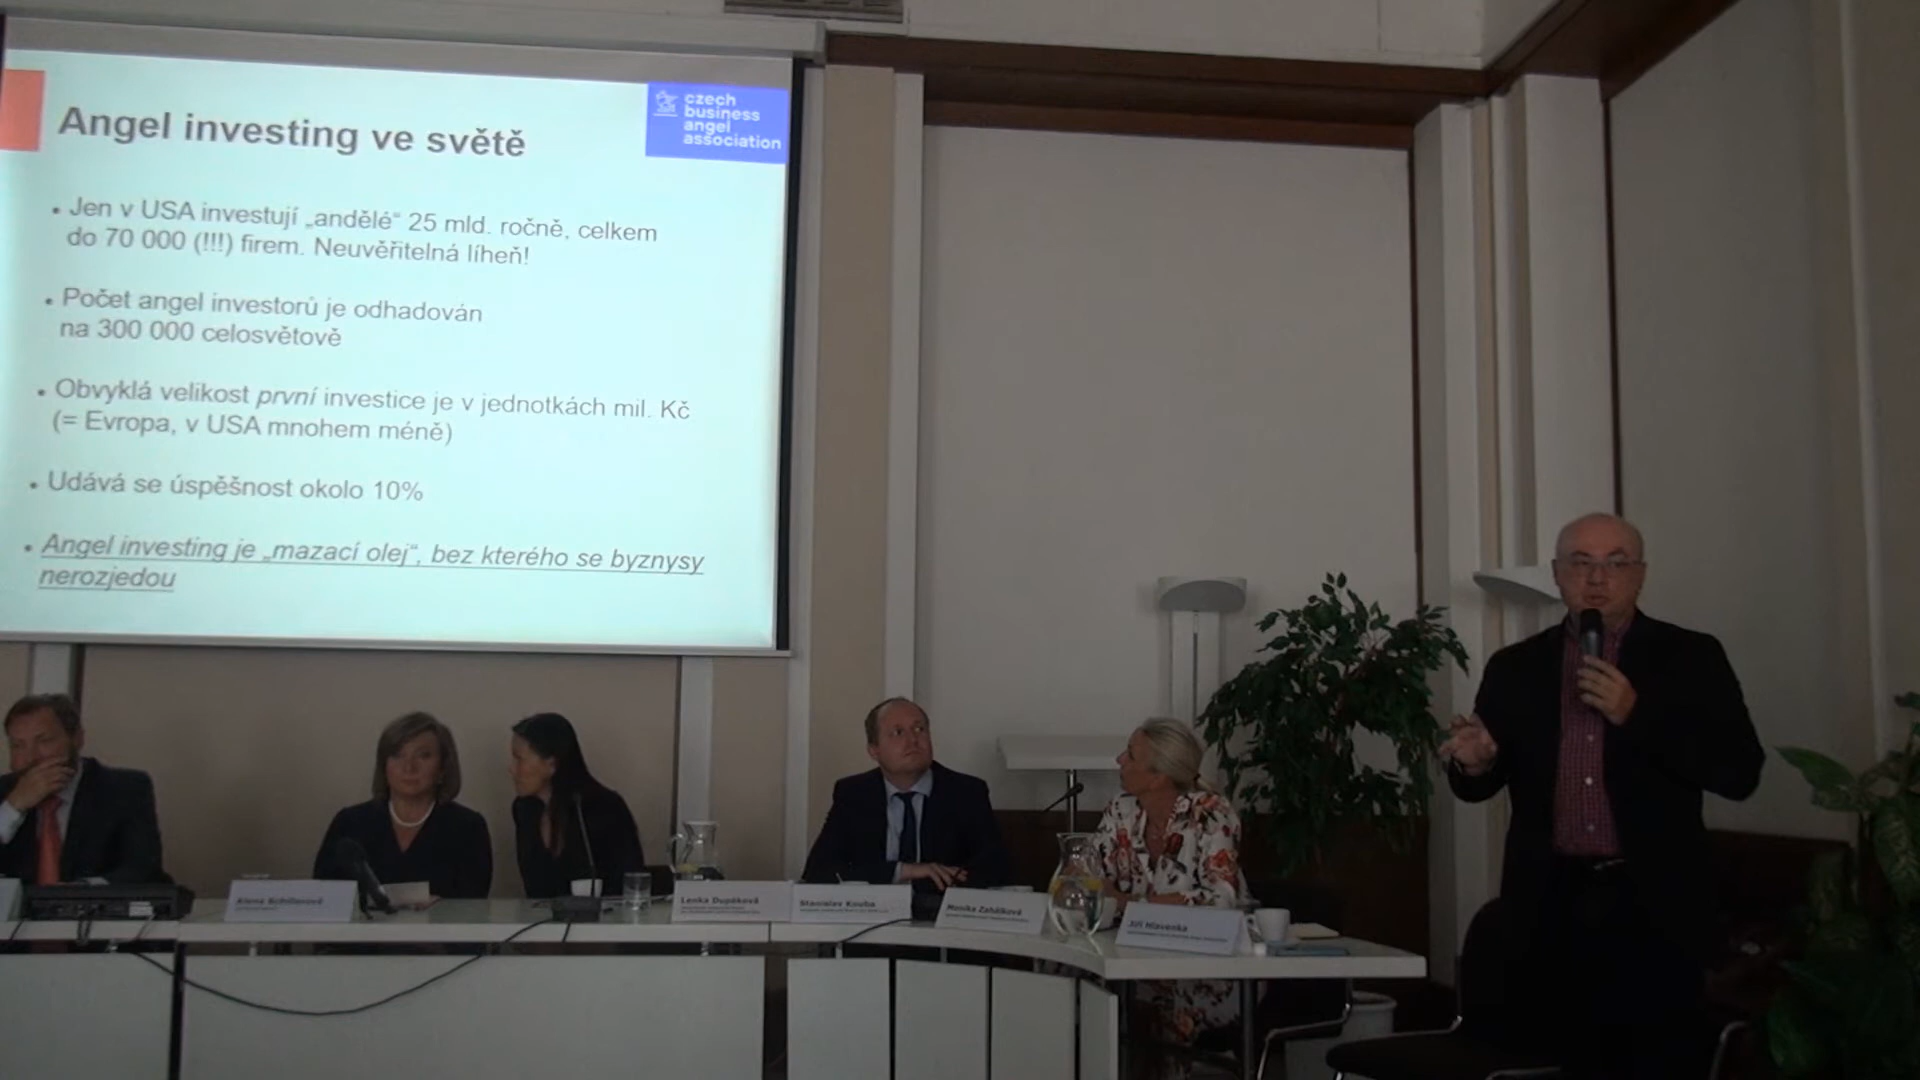 Angel investing ve světě
czech
business
angel
association
• Jen v USA investují „andělé“ 25 mld. ročně, celkem
do 70 000 (!!!) firem. Neuvěřitelná líheň!
• Počet angel investorů je odhadován
na 300 000 celosvětově
• Obvyklá velikost první investice je v jednotkách mil. Kč
(= Evropa, v USA mnohem méně)
• Udává se úspěšnost okolo 10%
• Angel investing je „mazací olej“, bez kterého se byznysy
nerozjedou
Alena Schillerová
Lenka Dupáková
Stanislav Kouba
Monika Zahálková
Jiří Hlavenka